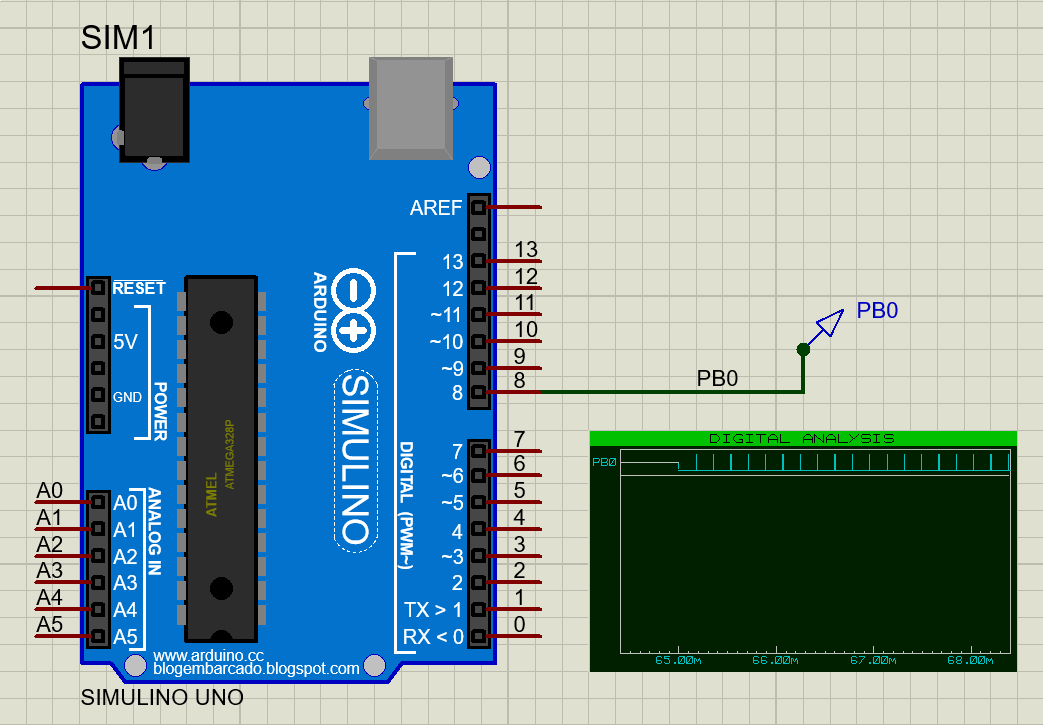 SIM1
AREF
13 13
12 12
~11 11
~10 10
~9 9
8 8
7 7
~6 6
~5 5
4 4
~3 3
2 2
TX > 1 1
RX < 0 0
RESET
5V
GND
POWER
A0 A0
A1 A1
A2 A2
A3 A3
A4 A4
A5 A5
ANALOG IN
ATMEL
ATMEGA328P
ARDUINO
SIMULINO
DIGITAL (PWM~)
www.arduino.cc
blogembarcado.blogspot.com
SIMULINO UNO
PB0
PB0
DIGITAL ANALYSIS
PB0
65.00m 66.00m 67.00m 68.00m